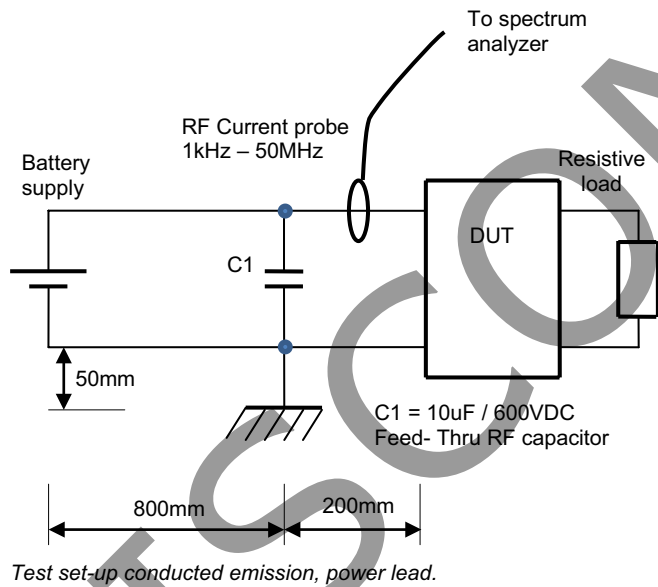 To spectrum
analyzer
RF Current probe
1kHz – 50MHz
Battery
supply
Resistive
load
DUT
C1
50mm
C1 = 10uF / 600VDC
Feed- Thru RF capacitor
800mm
200mm
Test set-up conducted emission, power lead.